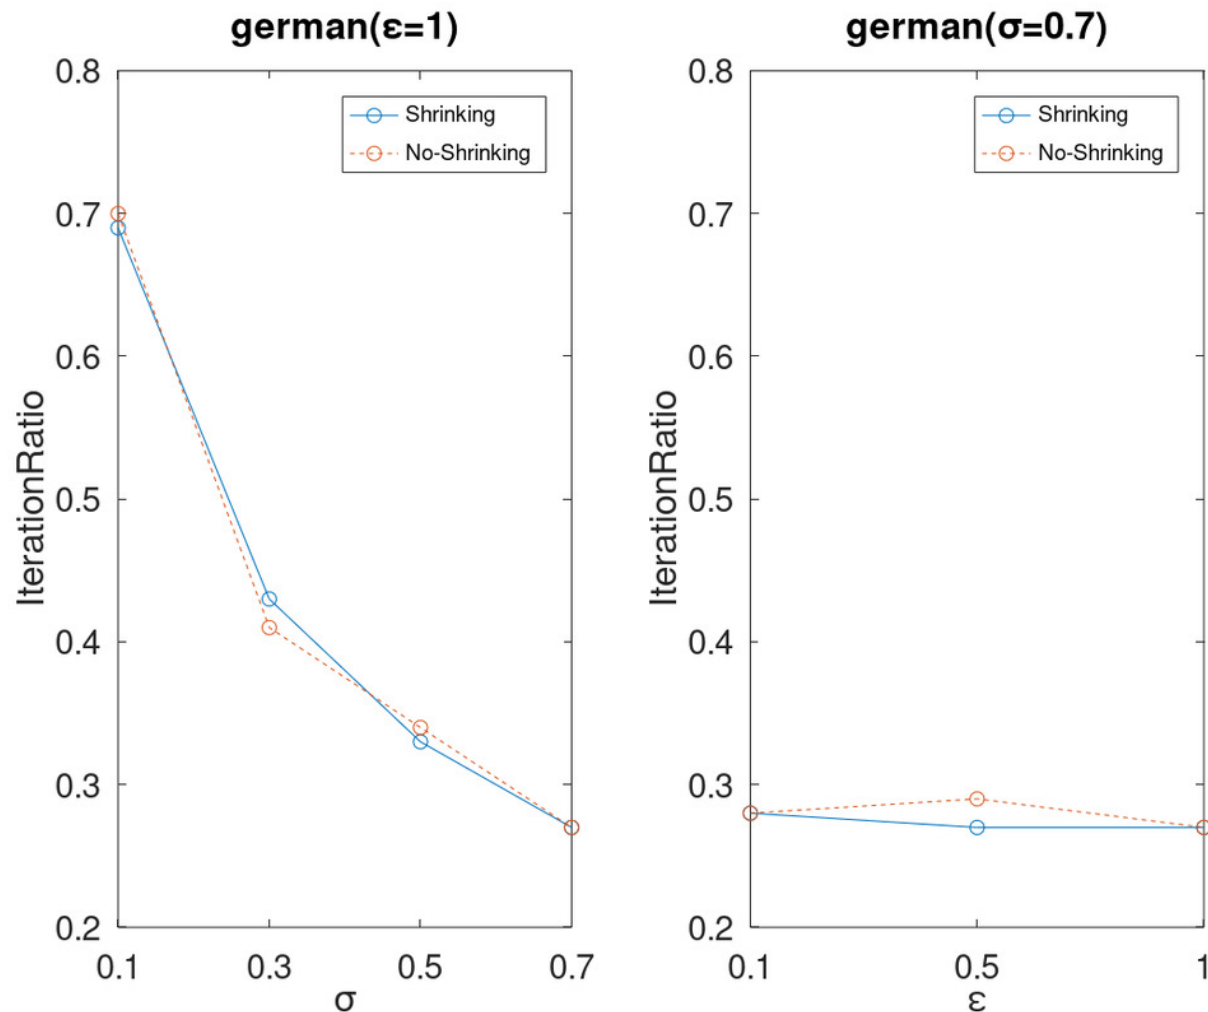 german(ε=1)
0.8
0.7
0.6
0.5
0.4
0.3
0.2
IterationRatio
Shrinking
No-Shrinking
0.1 0.3 0.5 0.7
σ
german(σ=0.7)
0.8
0.7
0.6
0.5
0.4
0.3
0.2
IterationRatio
Shrinking
No-Shrinking
0.1 0.5 1
ε